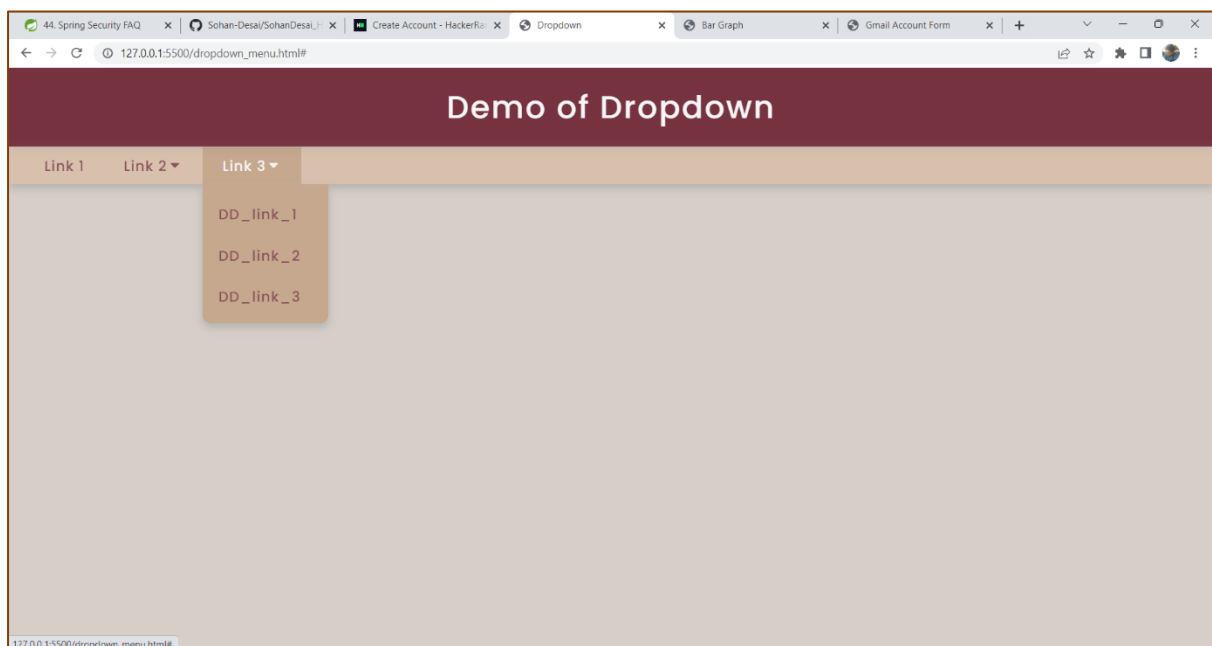 44. Spring Security FAQ
Sohan-Desai/SohanDesai_H
Create Account - HackerRa
Dropdown
Bar Graph
Gmail Account Form
127.0.0.1:5500/dropdown_menu.html#
Demo of Dropdown
Link 1 Link 2 Link 3
DD_link_1
DD_link_2
DD_link_3
127.0.0.1:5500/dropdown_menu.html#